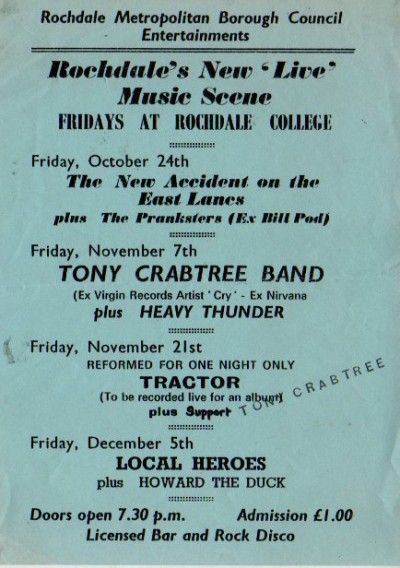 Rochdale Metropolitan Borough Council
Entertainments
Rochdale's New 'Live'
Music Scene
FRIDAYS AT ROCHDALE COLLEGE
Friday, October 24th
The New Accident on the
East Lancs
plus The Pranksters (Ex Bill Pod)
Friday, November 7th
TONY CRABTREE BAND
(Ex Virgin Records Artist 'Cry' - Ex Nirvana
plus HEAVY THUNDER
Friday, November 21st
REFORMED FOR ONE NIGHT ONLY
TRACTOR
(To be recorded live for an album)
plus Support TONY CRABTREE
Friday, December 5th
LOCAL HEROES
plus HOWARD THE DUCK
Doors open 7.30 p.m. Admission £1.00
Licensed Bar and Rock Disco